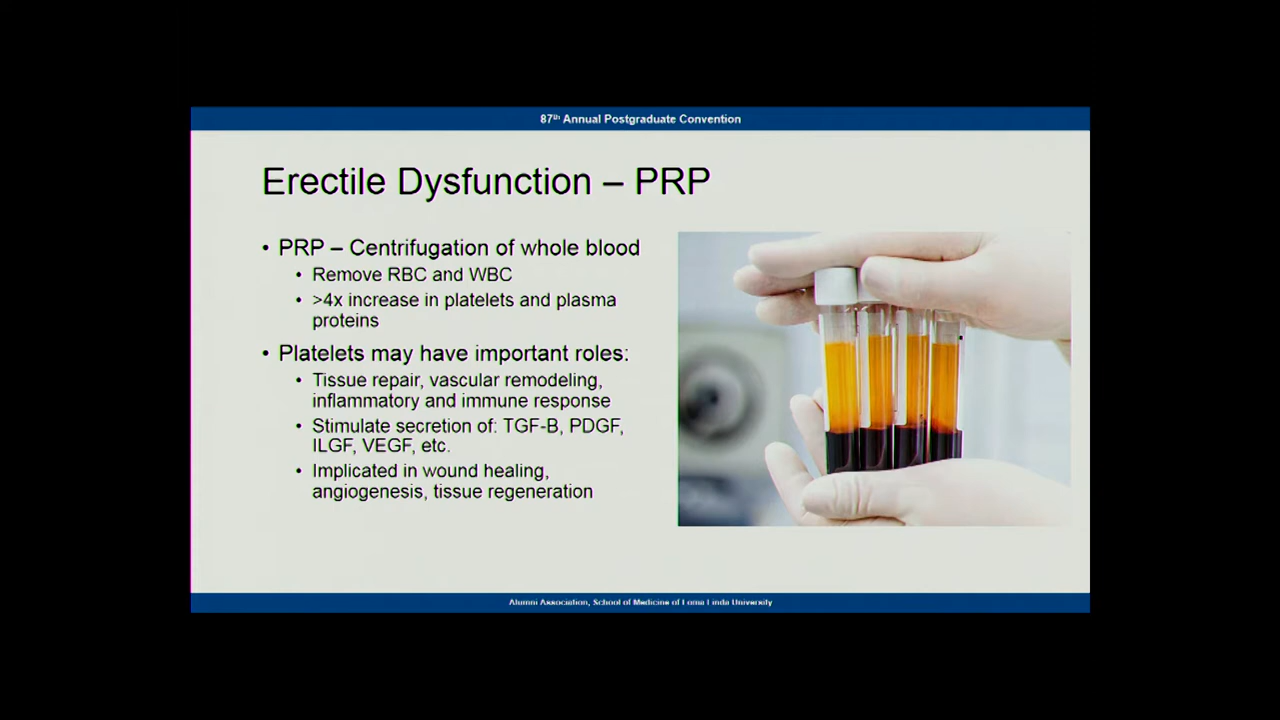 87th Annual Postgraduate Convention
Erectile Dysfunction – PRP
• PRP – Centrifugation of whole blood
• Remove RBC and WBC
• >4x increase in platelets and plasma
proteins
• Platelets may have important roles:
• Tissue repair, vascular remodeling,
inflammatory and immune response
• Stimulate secretion of: TGF-B, PDGF,
ILGF, VEGF, etc.
• Implicated in wound healing,
angiogenesis, tissue regeneration
Alumni Association, School of Medicine of Loma Linda University